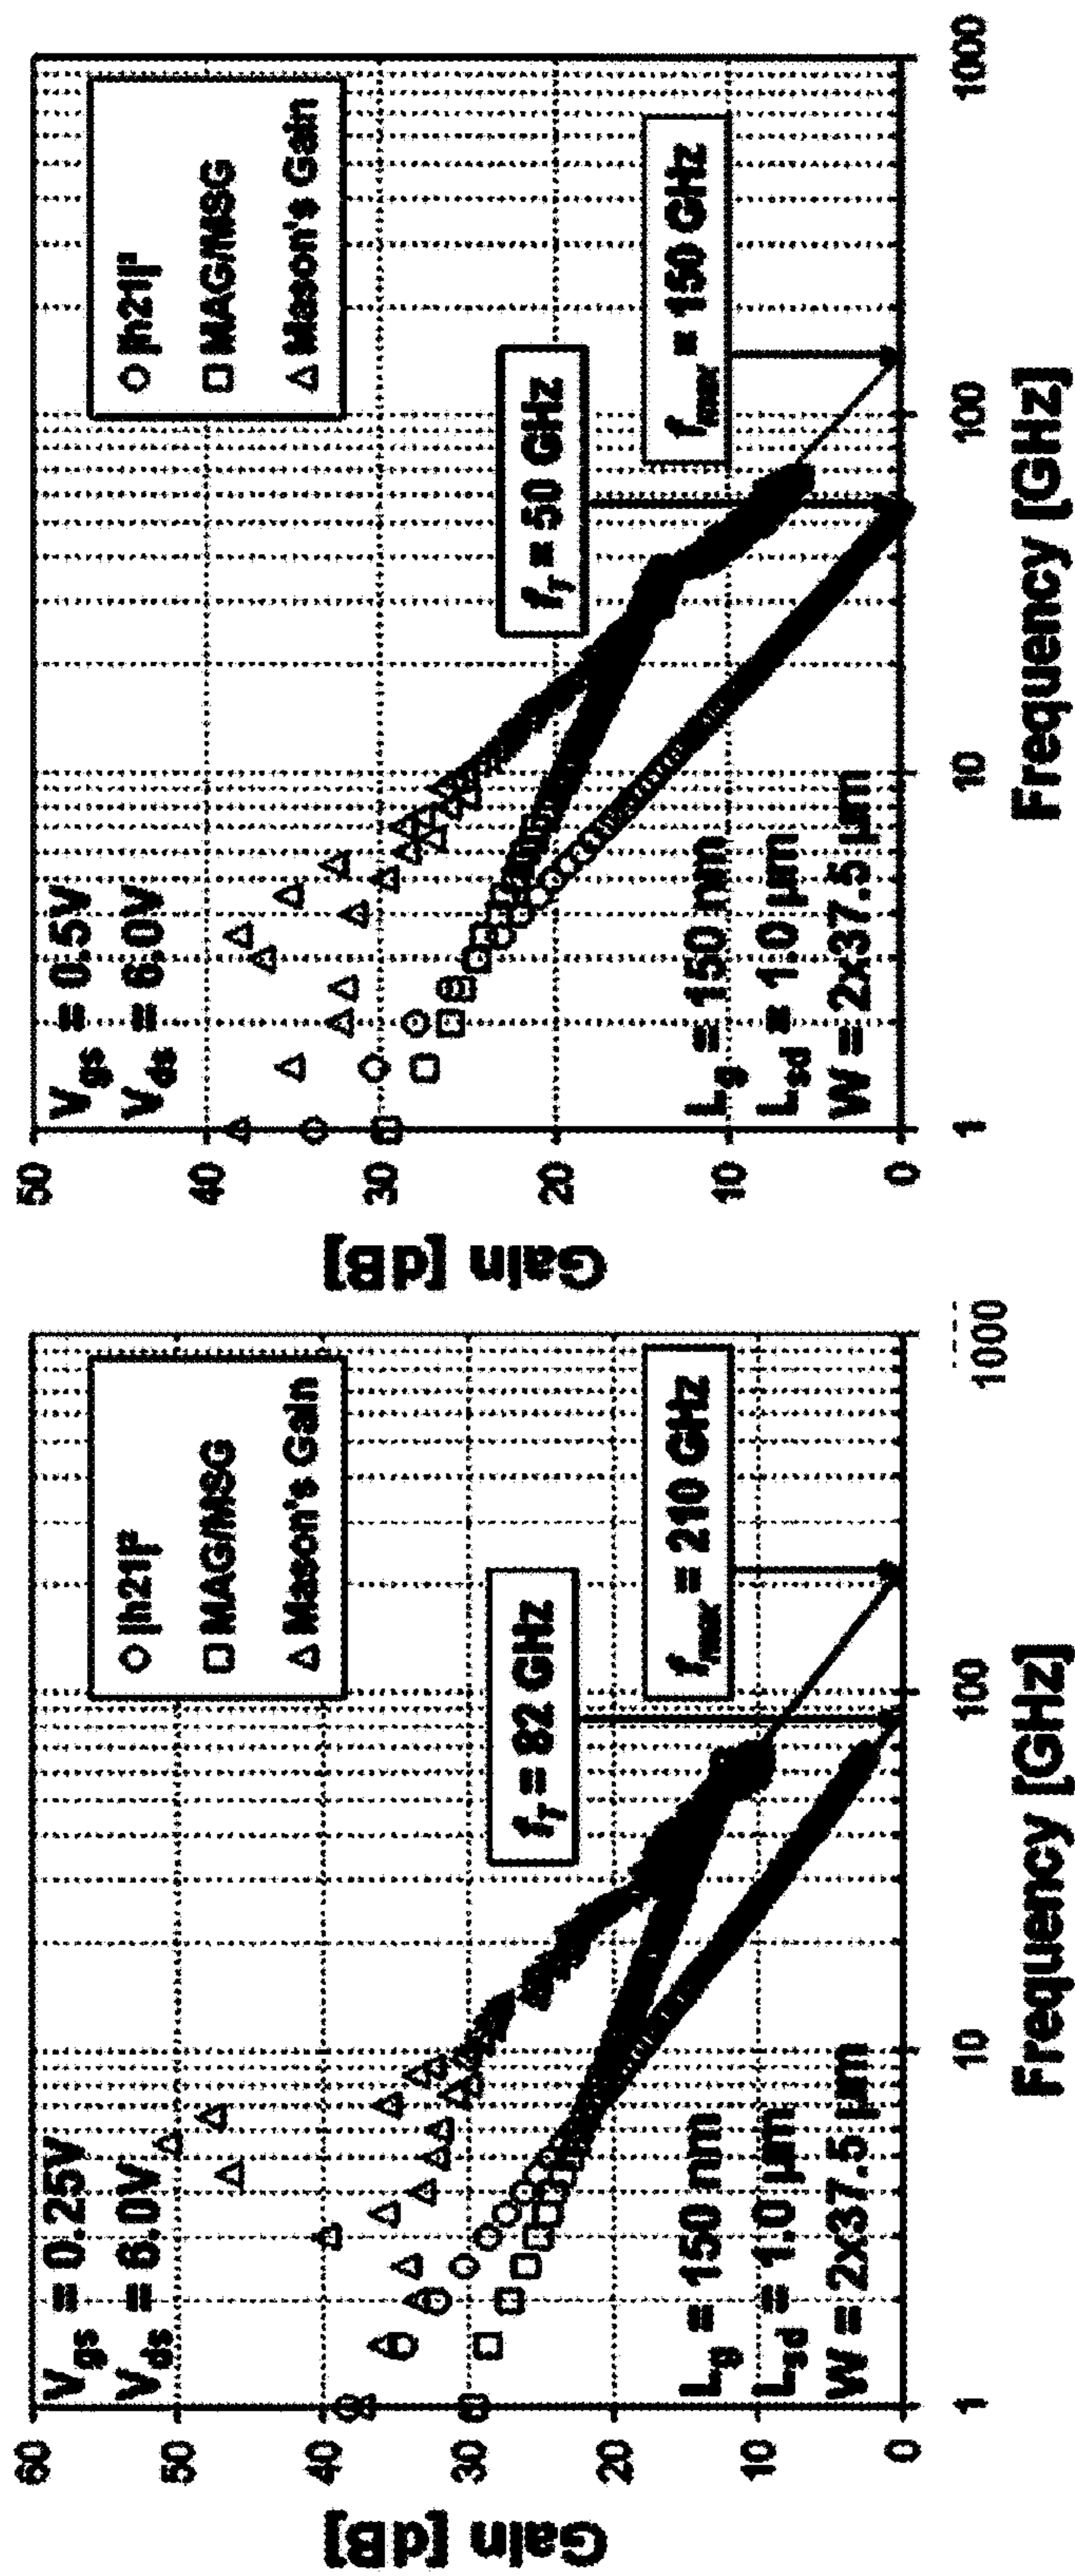 60
50
40
30
20
10
0
Gain [dB]
V_gs = 0.25V
V_ds = 6.0V
|h21|²
MAG/MSG
Mason's Gain
f_T = 82 GHz
f_max = 210 GHz
L_g = 150 nm
L_sd = 1.0 µm
W = 2x37.5 µm
1
10
100
1000
Frequency [GHz]
50
40
30
20
10
0
Gain [dB]
V_gs = 0.5V
V_ds = 6.0V
|h21|²
MAG/MSG
Mason's Gain
f_T = 50 GHz
f_max = 150 GHz
L_g = 150 nm
L_sd = 1.0 µm
W = 2x37.5 µm
1
10
100
1000
Frequency [GHz]